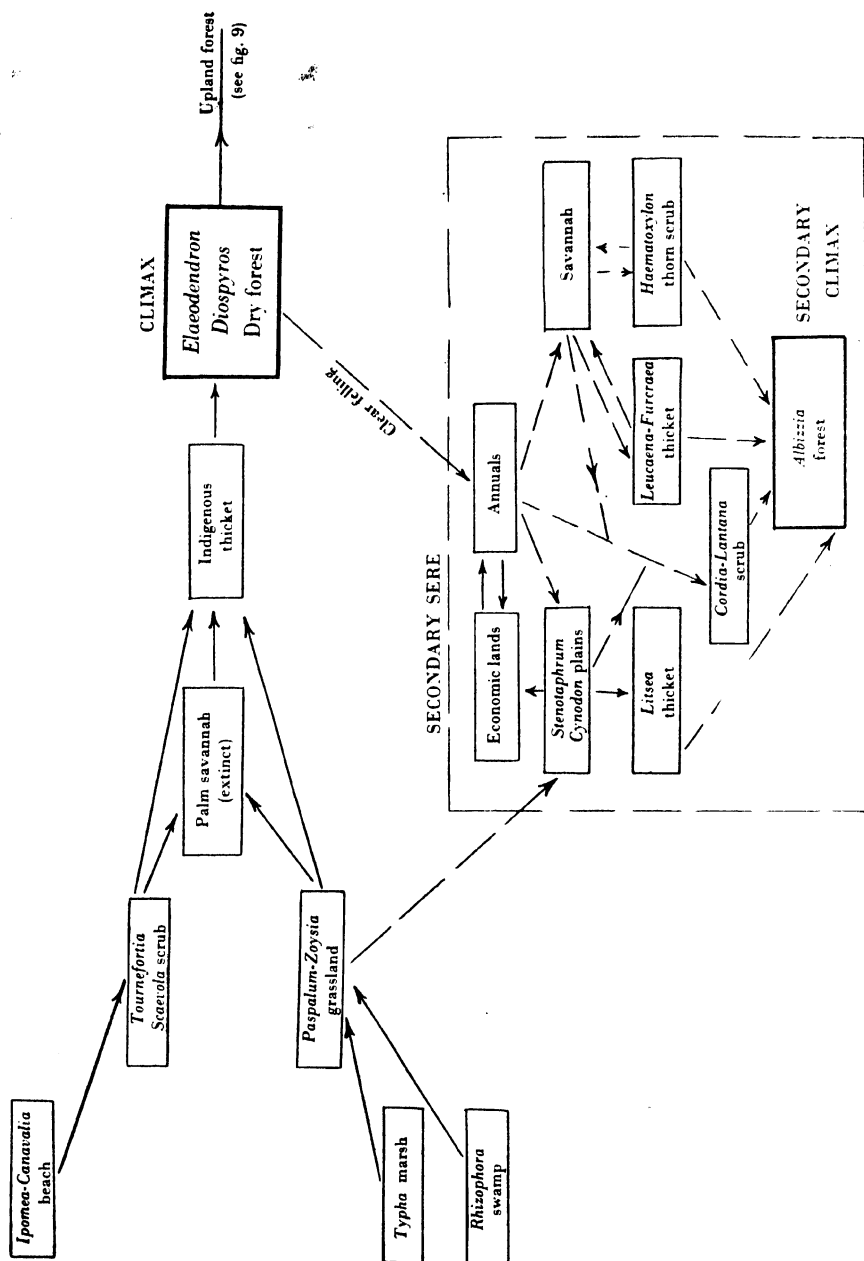 Ipomea-Canavalia
beach
Tournefortia
Scaevola scrub
Palm savannah
(extinct)
Indigenous
thicket
CLIMAX
Elaeodendron
Diospyros
Dry forest
Upland forest
(see fig. 9)
Typha marsh
Rhizophora
swamp
Paspalum-Zoysia
grassland
Clear felling
SECONDARY SERE
Economic lands
Annuals
Savannah
Stenotaphrum
Cynodon plains
Litsea
thicket
Leucaena-Furcraea
thicket
Haematoxylon
thorn scrub
Cordia-Lantana
scrub
SECONDARY
CLIMAX
Albizzia
forest